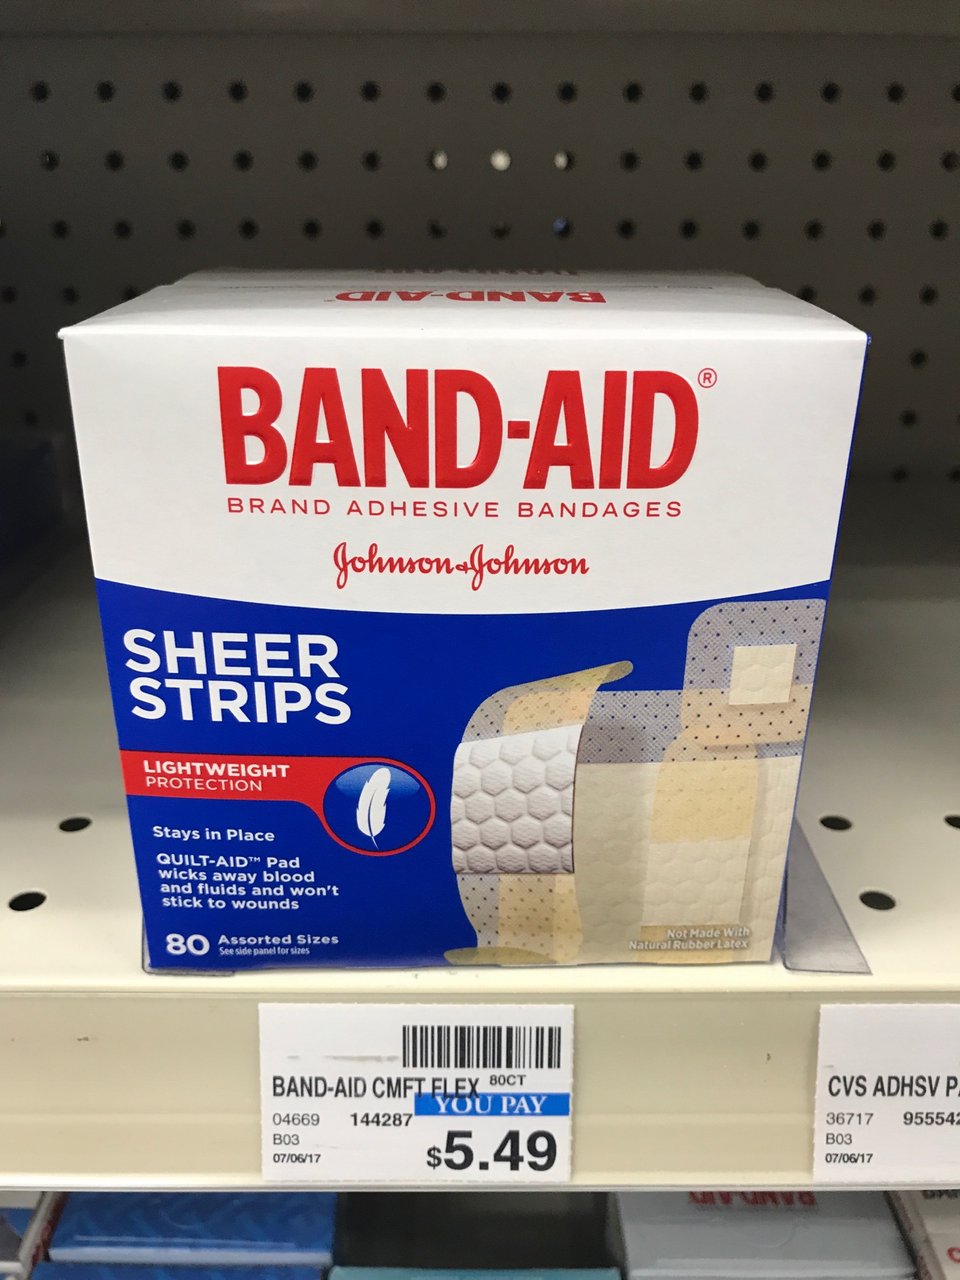 BAND-AID
BAND-AID®
BRAND ADHESIVE BANDAGES
Johnson & Johnson
SHEER
STRIPS
LIGHTWEIGHT
PROTECTION
Stays in Place
QUILT-AID™ Pad
wicks away blood
and fluids and won't
stick to wounds
80 Assorted Sizes
See side panel for sizes
Not Made With
Natural Rubber Latex
BAND-AID CMFT FLEX 80CT
04669 144287 YOU PAY
B03
07/06/17
$5.49
CVS ADHSV
36717 95554
B03
07/06/17
BAND-AID